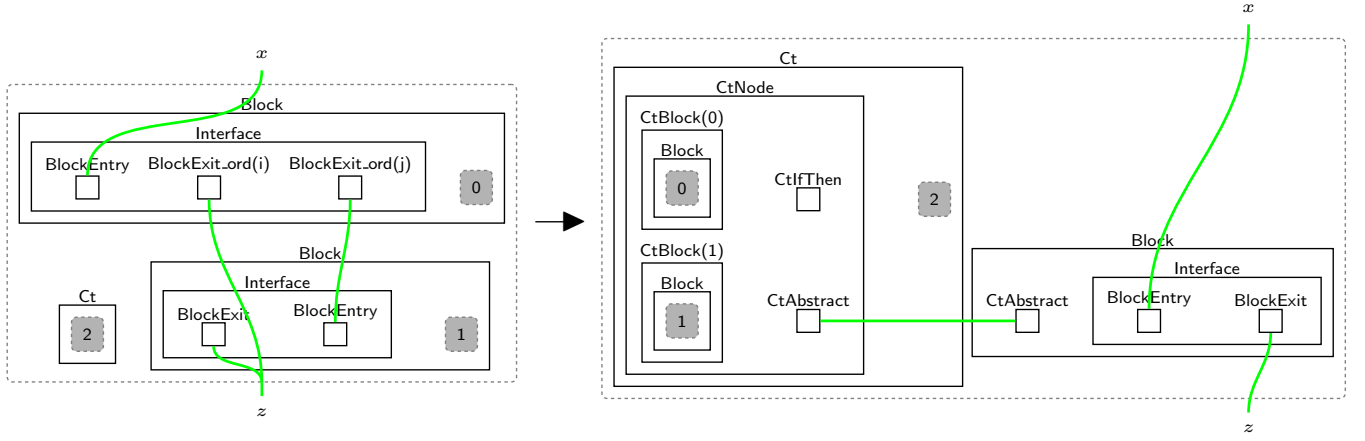 x
Block
Interface
BlockEntry BlockExit_ord(i) BlockExit_ord(j)
0
Block
Interface
BlockExit BlockEntry
1
Ct
2
z
x
Ct
CtNode
CtBlock(0)
Block
0
CtIfThen
2
CtBlock(1)
Block
1
CtAbstract
Block
CtAbstract
Interface
BlockEntry BlockExit
z